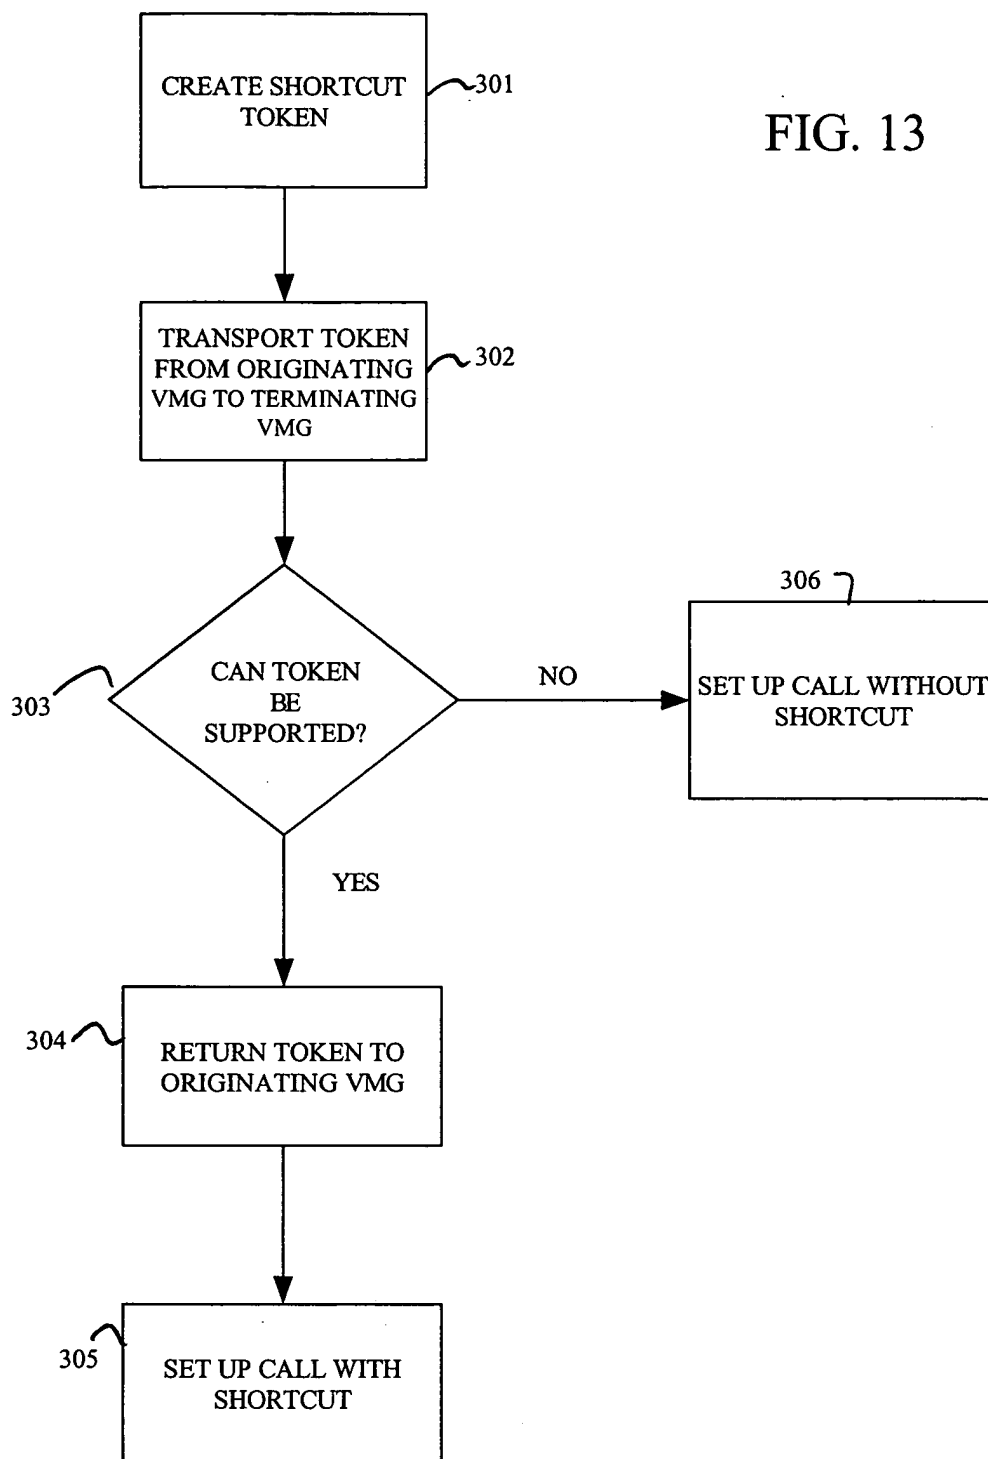 CREATE SHORTCUT
TOKEN
301
FIG. 13
TRANSPORT TOKEN
FROM ORIGINATING
VMG TO TERMINATING
VMG
302
303
CAN TOKEN
BE
SUPPORTED?
NO
306
SET UP CALL WITHOUT
SHORTCUT
YES
304
RETURN TOKEN TO
ORIGINATING VMG
305
SET UP CALL WITH
SHORTCUT